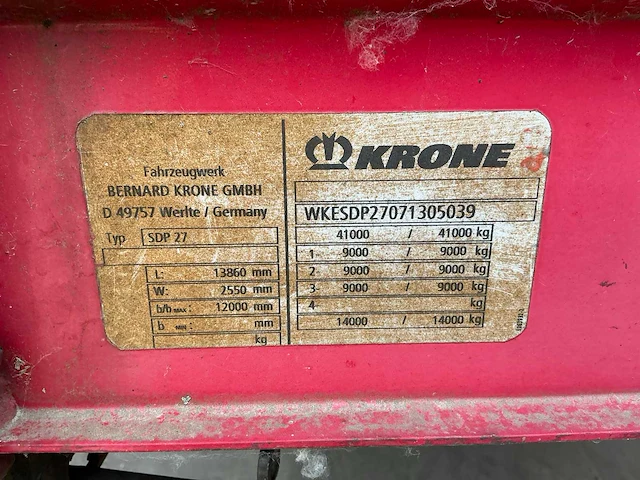 Fahrzeugwerk
BERNARD KRONE GMBH
D 49757 Werlte / Germany
Typ SDP 27
L: 13860 mm
W: 2550 mm
b/b MAX: 12000 mm
b MIN: mm
kg
KRONE
WKESDP27071305039
41000 / 41000 kg
1 9000 / 9000 kg
2 9000 / 9000 kg
3 9000 / 9000 kg
4 kg
14000 / 14000 kg